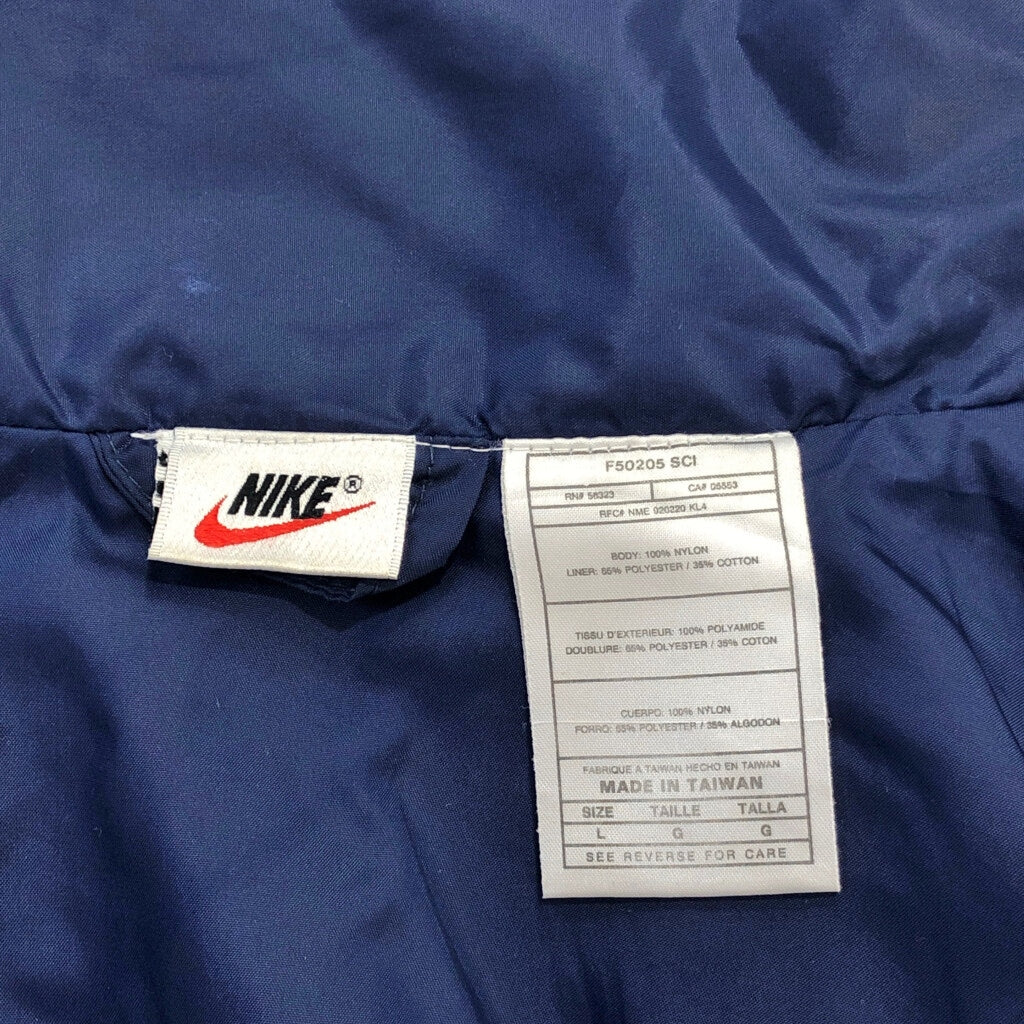 NIKE®
F50205 SCI
RN# 56323 CA# 05553
RFC# NME 920220 KL4
BODY: 100% NYLON
LINER: 65% POLYESTER / 35% COTTON
TISSU D'EXTERIEUR: 100% POLYAMIDE
DOUBLURE: 65% POLYESTER / 35% COTON
CUERPO: 100% NYLON
FORRO: 65% POLYESTER / 35% ALGODON
FABRIQUE A TAIWAN HECHO EN TAIWAN
MADE IN TAIWAN
SIZE TAILLE TALLA
L G G
SEE REVERSE FOR CARE